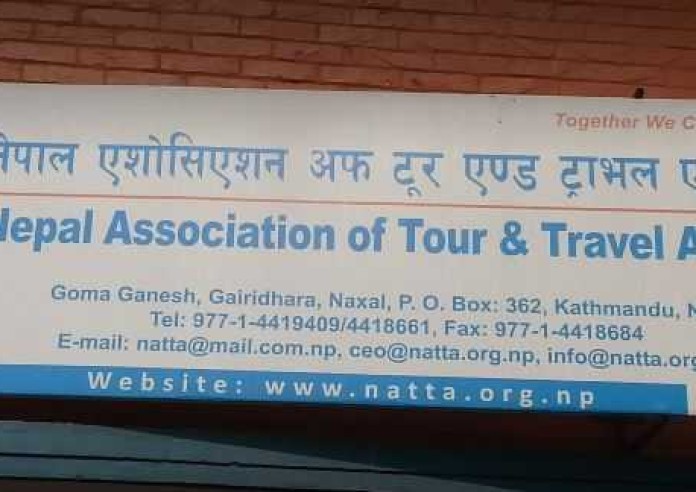 Together We C
नेपाल एशोसिएशन अफ टूर एण्ड ट्राभल ए
Nepal Association of Tour & Travel A
Goma Ganesh, Gairidhara, Naxal, P. O. Box: 362, Kathmandu, N
Tel: 977-1-4419409/4418661, Fax: 977-1-4418684
E-mail: natta@mail.com.np, ceo@natta.org.np, info@natta.org
Website: www.natta.org.np